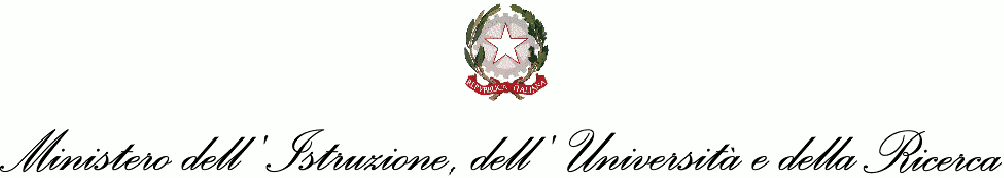 REPVBBLICA ITALIANA
Ministero dell'Istruzione, dell'Università e della Ricerca